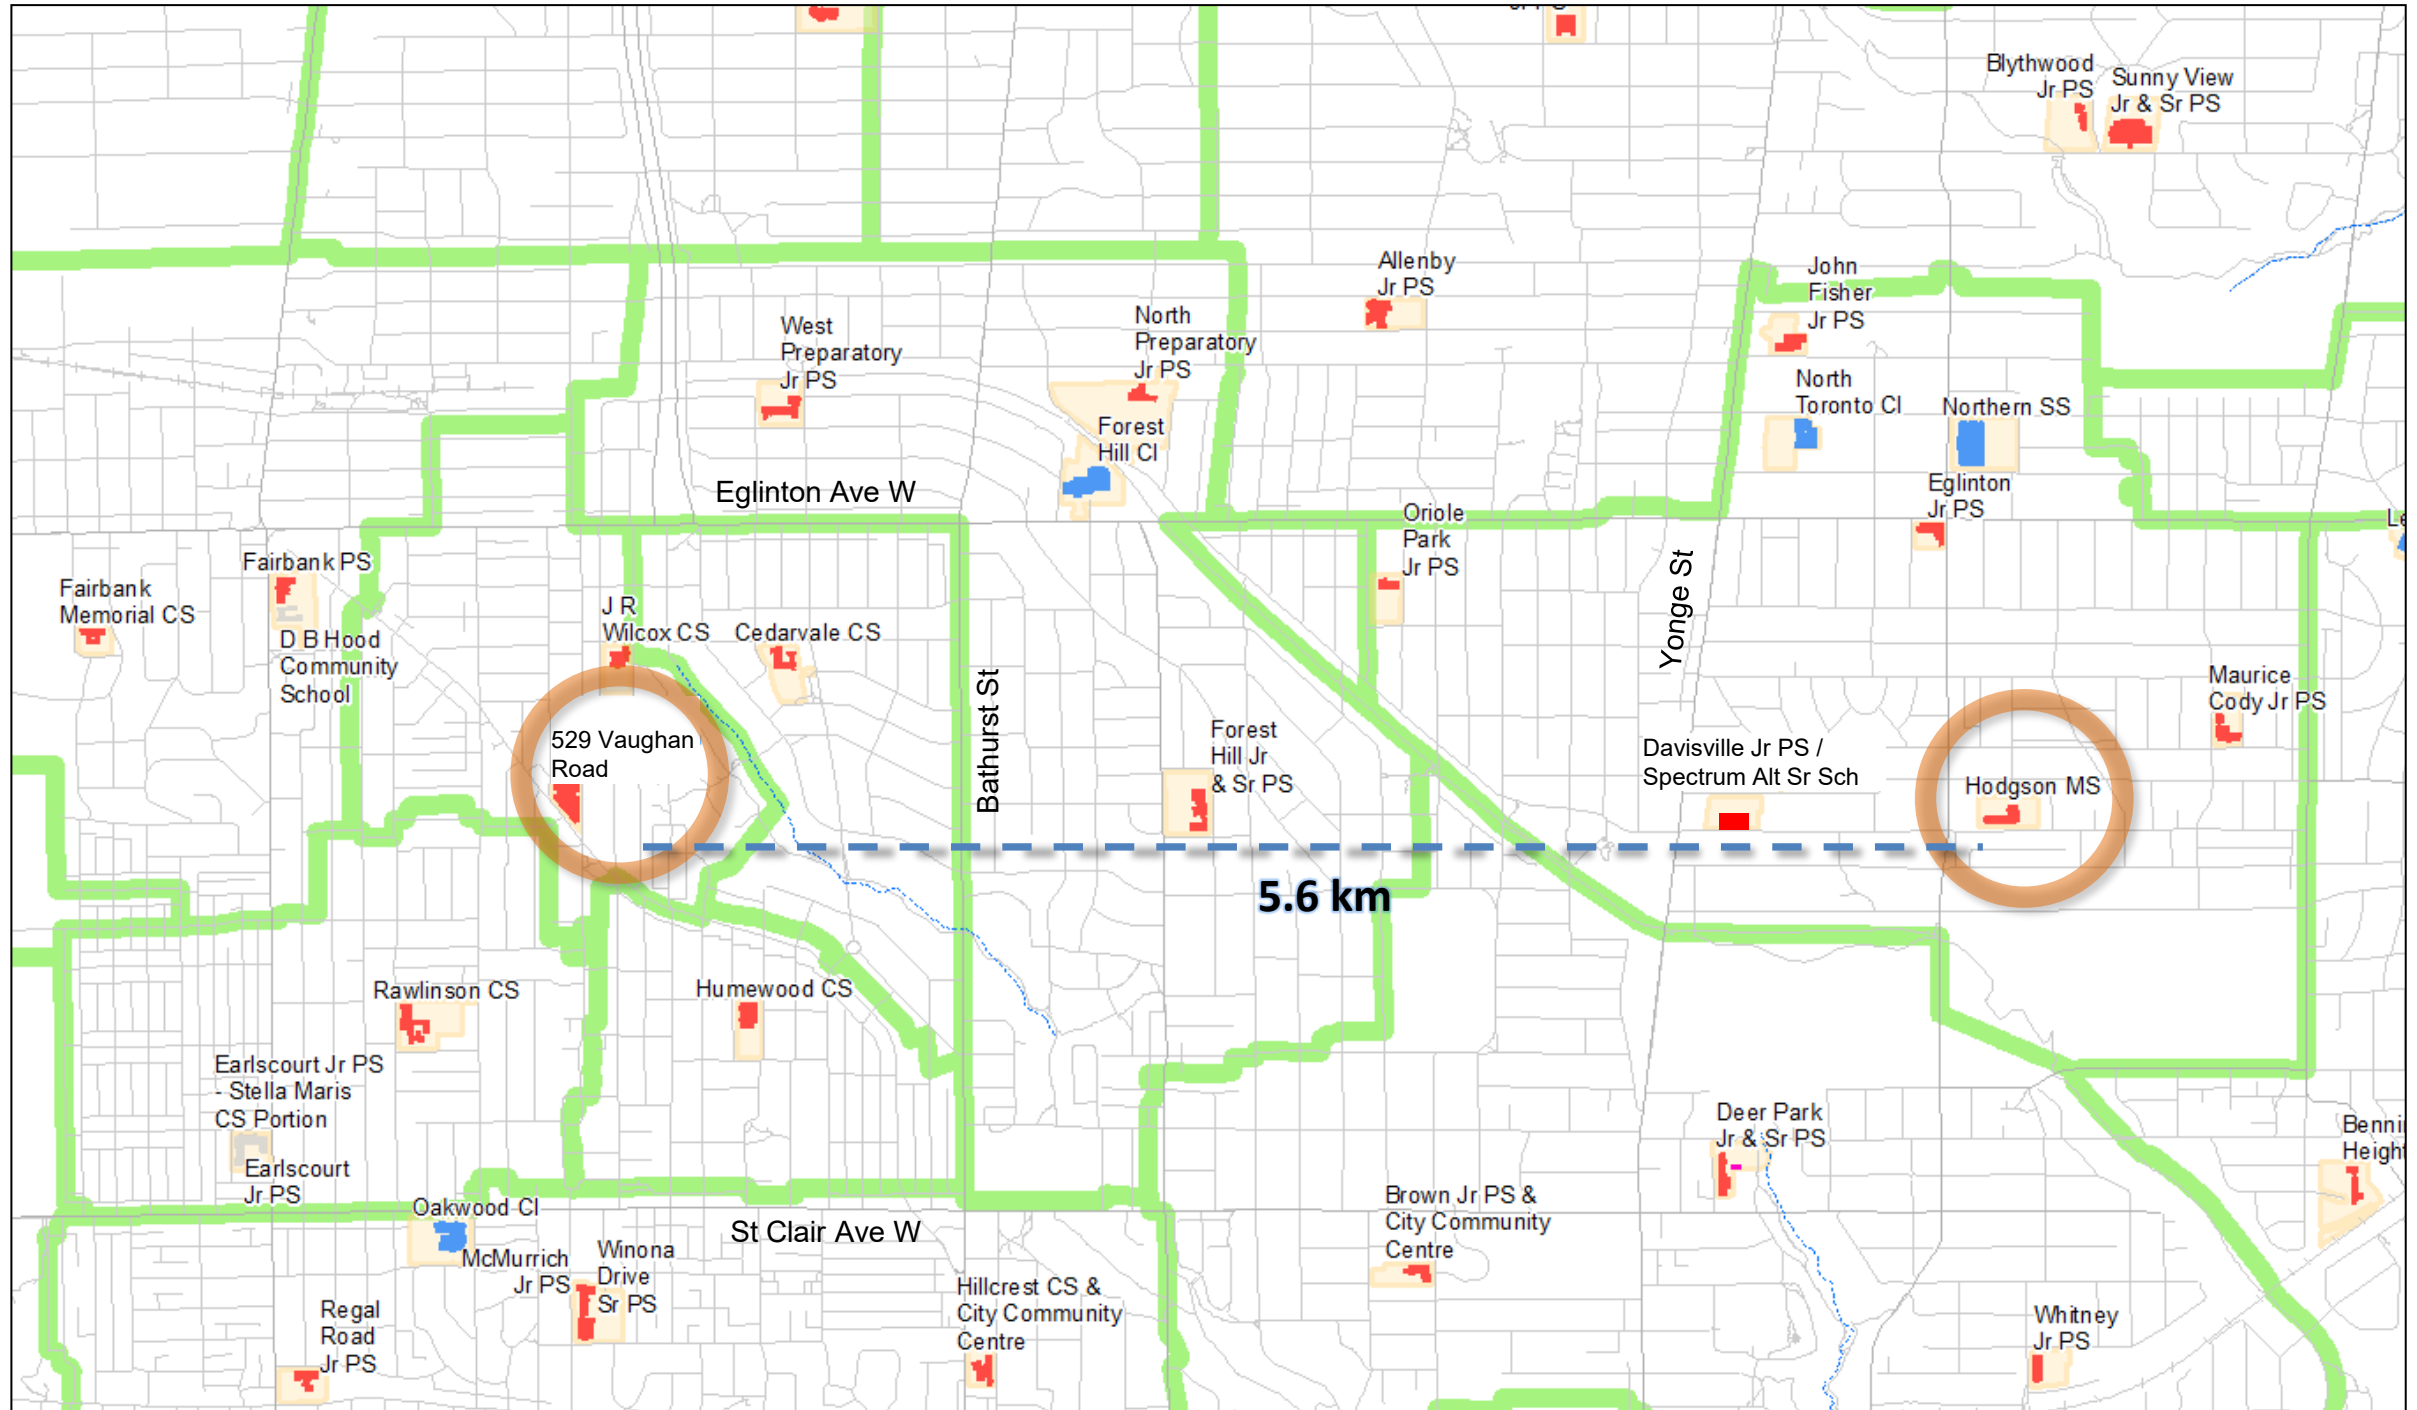 Blythwood
Jr PS
Sunny View
Jr & Sr PS
Allenby
Jr PS
John
Fisher
Jr PS
West
Preparatory
Jr PS
North
Preparatory
Jr PS
Forest
Hill CI
North
Toronto CI
Northern SS
Eglinton
Jr PS
Eglinton Ave W
Oriole
Park
Jr PS
Fairbank PS
Fairbank
Memorial CS
D B Hood
Community
School
J R
Wilcox CS
Cedarvale CS
Yonge St
Bathurst St
Maurice
Cody Jr PS
529 Vaughan
Road
Forest
Hill Jr
& Sr PS
Davisville Jr PS /
Spectrum Alt Sr Sch
Hodgson MS
5.6 km
Rawlinson CS
Humewood CS
Earlscourt Jr PS
- Stella Maris
CS Portion
Earlscourt
Jr PS
Deer Park
Jr & Sr PS
Benni
Height
Oakwood CI
St Clair Ave W
Brown Jr PS &
City Community
Centre
McMurrich
Jr PS
Winona
Drive
Sr PS
Hillcrest CS &
City Community
Centre
Regal
Road
Jr PS
Whitney
Jr PS